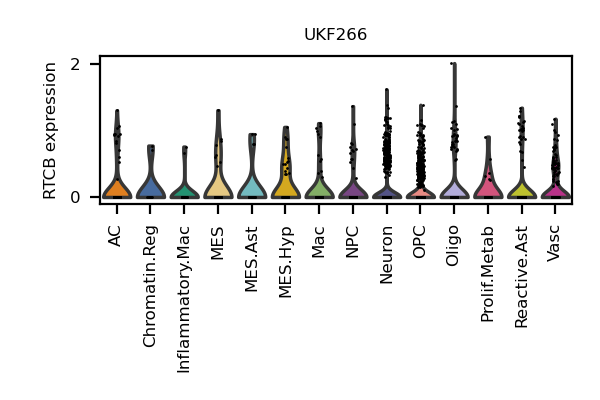 UKF266
RTCB expression
2
0
AC
Chromatin.Reg
Inflammatory.Mac
MES
MES.Ast
MES.Hyp
Mac
NPC
Neuron
OPC
Oligo
Prolif.Metab
Reactive.Ast
Vasc